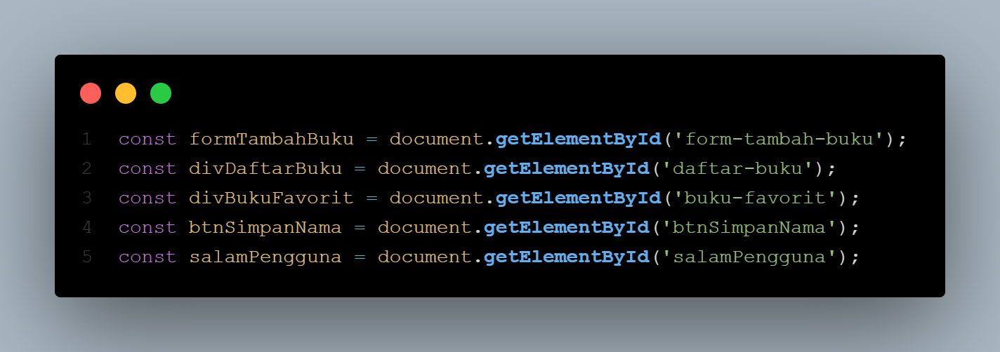 1 const formTambahBuku = document.getElementById('form-tambah-buku');
2 const divDaftarBuku = document.getElementById('daftar-buku');
3 const divBukuFavorit = document.getElementById('buku-favorit');
4 const btnSimpanNama = document.getElementById('btnSimpanNama');
5 const salamPengguna = document.getElementById('salamPengguna');